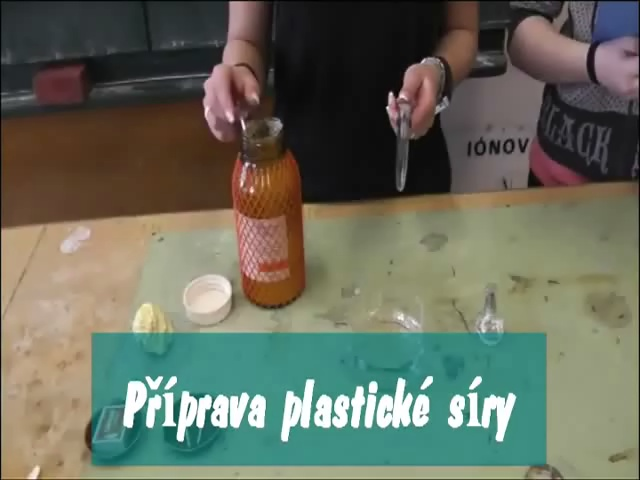 IÓNOV
BLACK
Příprava plastické síry